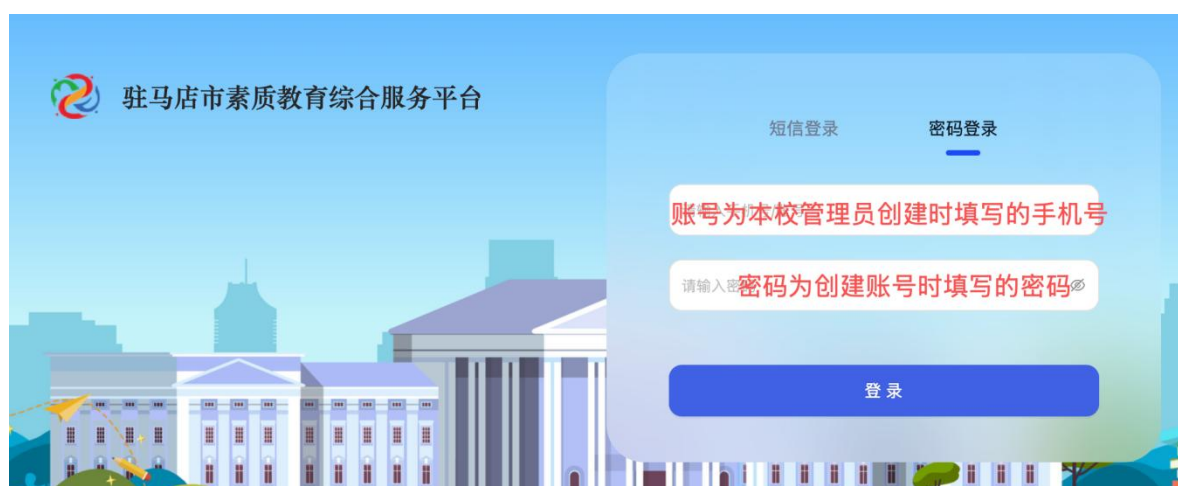 驻马店市素质教育综合服务平台
短信登录 密码登录
账号为本校管理员创建时填写的手机号
请输入密
密码为创建账号时填写的密码
登录